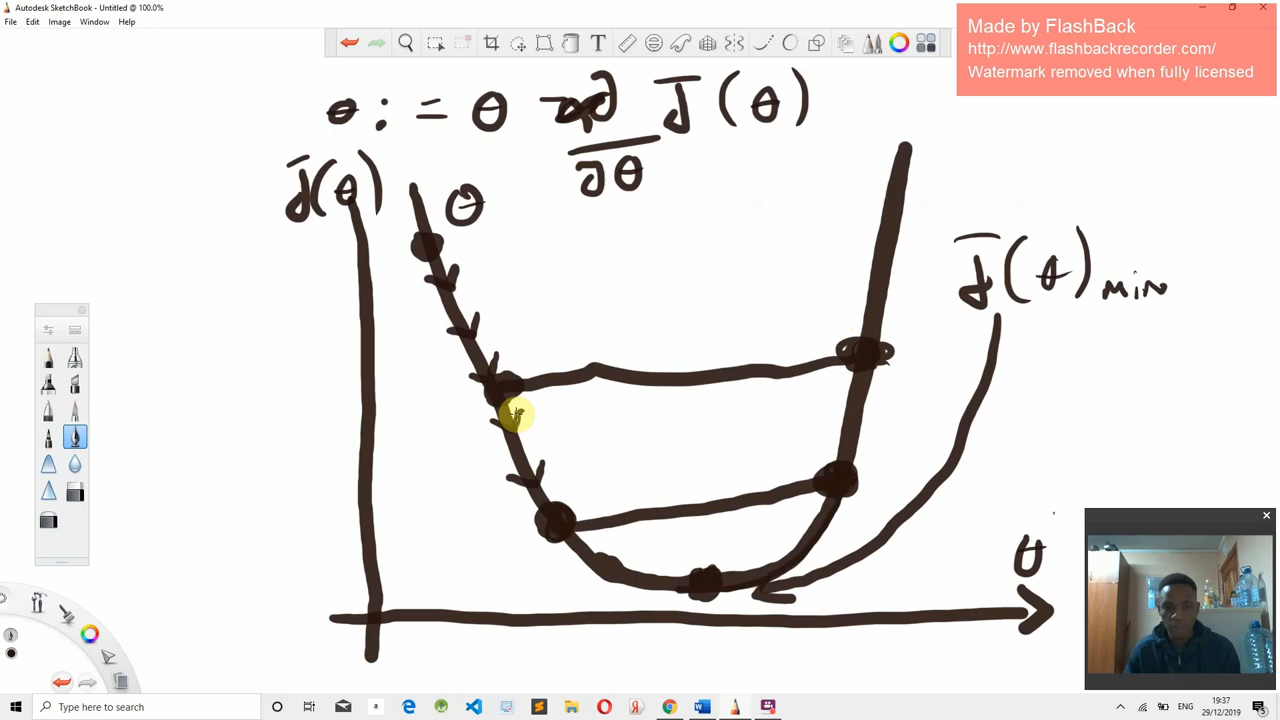 Autodesk SketchBook - Untitled @ 100.0%
File Edit Image Window Help
Made by FlashBack
http://www.flashbackrecorder.com/
Watermark removed when fully licensed
θ := θ - α∂ J(θ)
∂θ
J(θ)
θ
J(θ) min
θ
Type here to search
ENG
19:37
29/12/2019